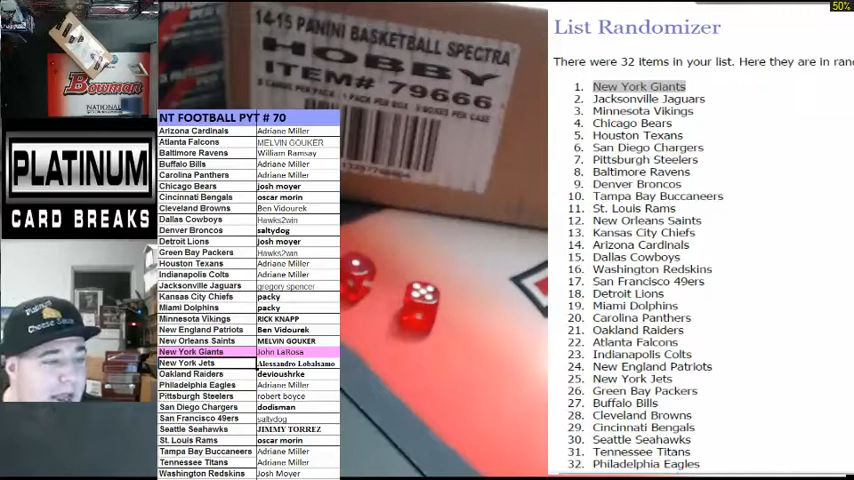 50%
14-15 PANINI BASKETBALL SPECTRA
HOBBY
ITEM# 79666
Bowman
NATIONAL
PLATINUM
CARD BREAKS
NT FOOTBALL PYT # 70
Arizona Cardinals Adriane Miller
Atlanta Falcons MELVIN GOUKER
Baltimore Ravens William Ramsay
Buffalo Bills Adriane Miller
Carolina Panthers Adriane Miller
Chicago Bears josh moyer
Cincinnati Bengals oscar morin
Cleveland Browns Ben Vidourek
Dallas Cowboys Hawks2win
Denver Broncos saltydog
Detroit Lions josh moyer
Green Bay Packers Hawks2win
Houston Texans Adriane Miller
Indianapolis Colts Adriane Miller
Jacksonville Jaguars gregory spencer
Kansas City Chiefs packy
Miami Dolphins packy
Minnesota Vikings RICK KNAPP
New England Patriots Ben Vidourek
New Orleans Saints MELVIN GOUKER
New York Giants John LaRosa
New York Jets Alessandro Lobalsamo
Oakland Raiders devioushrke
Philadelphia Eagles Adriane Miller
Pittsburgh Steelers robert boyce
San Diego Chargers dodisman
San Francisco 49ers saltydog
Seattle Seahawks JIMMY TORREZ
St. Louis Rams oscar morin
Tampa Bay Buccaneers Adriane Miller
Tennessee Titans Adriane Miller
Washington Redskins Josh Moyer
List Randomizer
There were 32 items in your list. Here they are in ran
1. New York Giants
2. Jacksonville Jaguars
3. Minnesota Vikings
4. Chicago Bears
5. Houston Texans
6. San Diego Chargers
7. Pittsburgh Steelers
8. Baltimore Ravens
9. Denver Broncos
10. Tampa Bay Buccaneers
11. St. Louis Rams
12. New Orleans Saints
13. Kansas City Chiefs
14. Arizona Cardinals
15. Dallas Cowboys
16. Washington Redskins
17. San Francisco 49ers
18. Detroit Lions
19. Miami Dolphins
20. Carolina Panthers
21. Oakland Raiders
22. Atlanta Falcons
23. Indianapolis Colts
24. New England Patriots
25. New York Jets
26. Green Bay Packers
27. Buffalo Bills
28. Cleveland Browns
29. Cincinnati Bengals
30. Seattle Seahawks
31. Tennessee Titans
32. Philadelphia Eagles